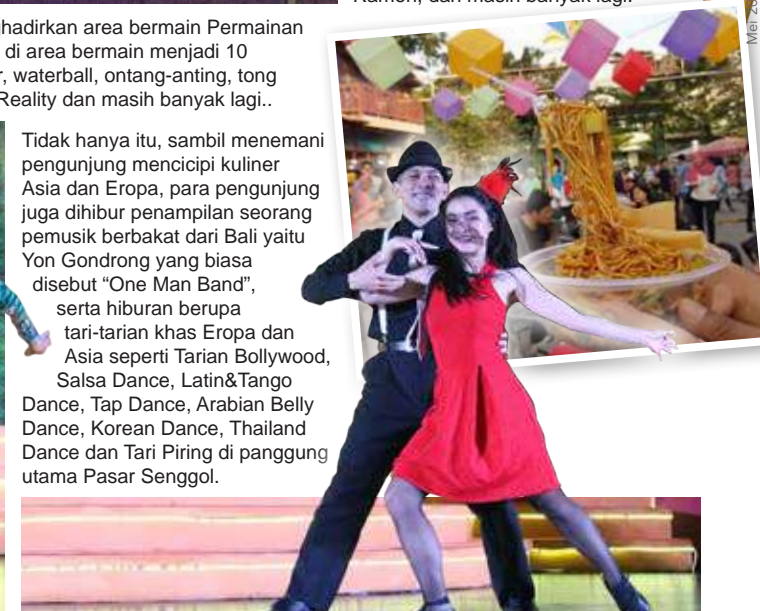 ghadirkan area bermain Permainan
di area bermain menjadi 10
, waterball, ontang-anting, tong
Reality dan masih banyak lagi..
Tidak hanya itu, sambil menemani
pengunjung mencicipi kuliner
Asia dan Eropa, para pengunjung
juga dihibur penampilan seorang
pemusik berbakat dari Bali yaitu
Yon Gondrong yang biasa
disebut “One Man Band”,
serta hiburan berupa
tari-tarian khas Eropa dan
Asia seperti Tarian Bollywood,
Salsa Dance, Latin&Tango
Dance, Tap Dance, Arabian Belly
Dance, Korean Dance, Thailand
Dance dan Tari Piring di panggung
utama Pasar Senggol.
Ramen, dan masih banyak lagi.
Mei